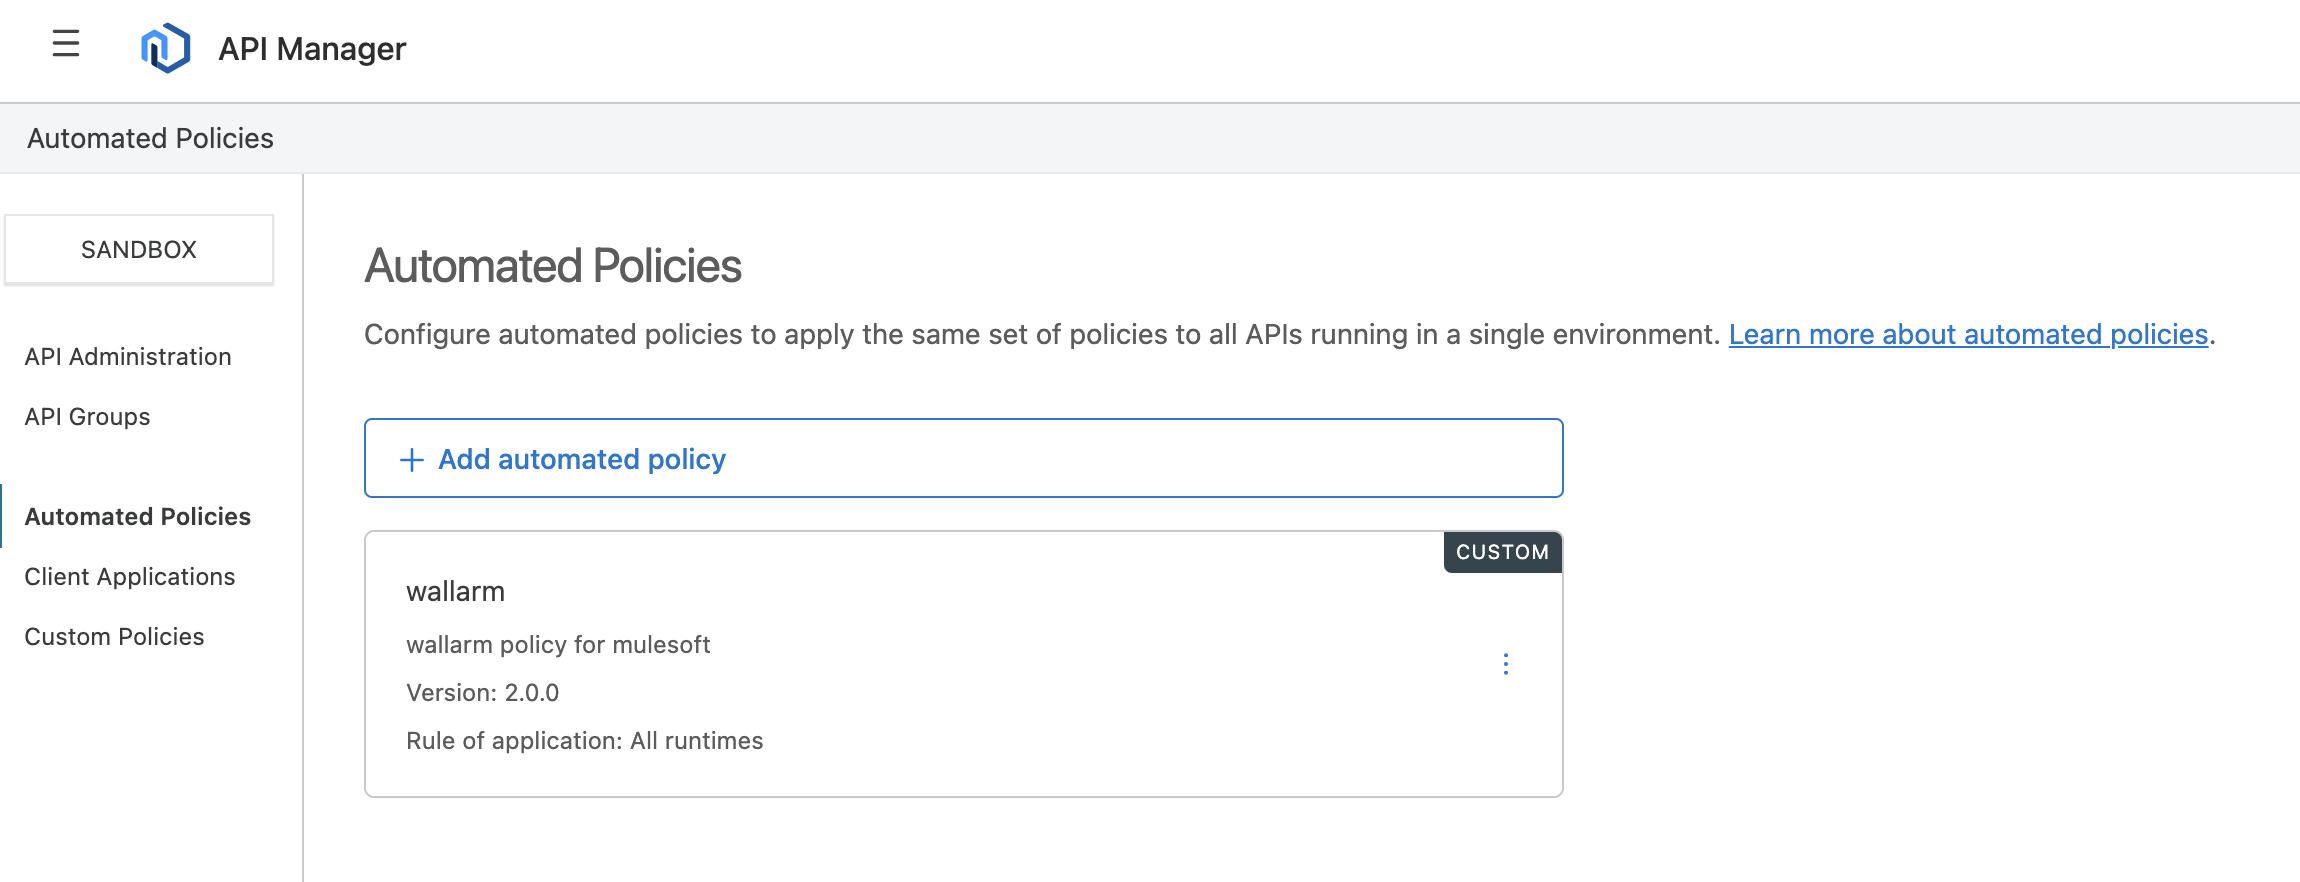 API Manager
Automated Policies
SANDBOX
API Administration
API Groups
Automated Policies
Client Applications
Custom Policies
Automated Policies
Configure automated policies to apply the same set of policies to all APIs running in a single environment. Learn more about automated policies.
+ Add automated policy
CUSTOM
wallarm
wallarm policy for mulesoft
Version: 2.0.0
Rule of application: All runtimes